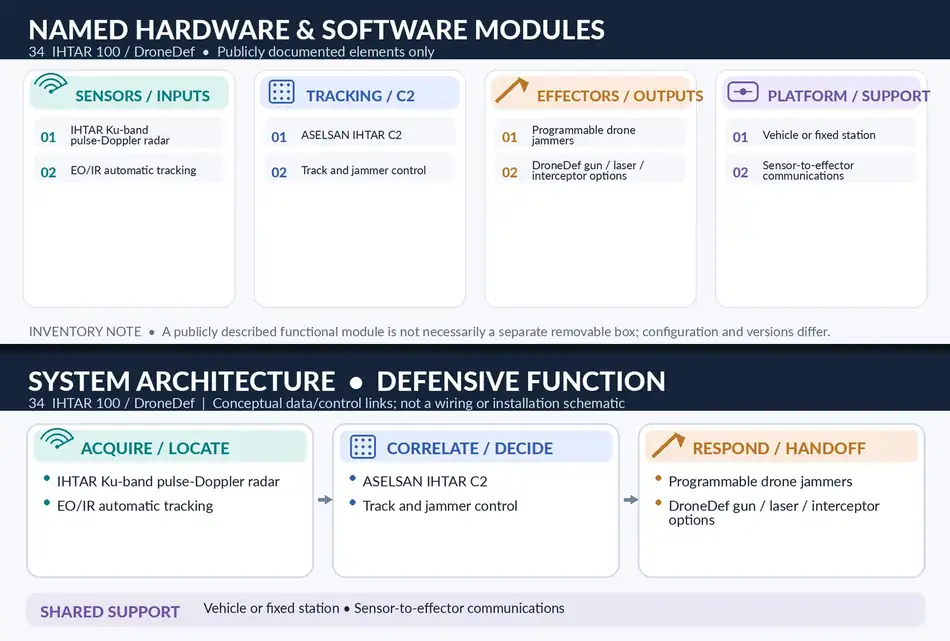 NAMED HARDWARE & SOFTWARE MODULES
34 IHTAR 100 / DroneDef • Publicly documented elements only
SENSORS / INPUTS
01 IHTAR Ku-band
pulse-Doppler radar
02 EO/IR automatic tracking
TRACKING / C2
01 ASELSAN IHTAR C2
02 Track and jammer control
EFFECTORS / OUTPUTS
01 Programmable drone
jammers
02 DroneDef gun / laser /
interceptor options
PLATFORM / SUPPORT
01 Vehicle or fixed station
02 Sensor-to-effector
communications
INVENTORY NOTE • A publicly described functional module is not necessarily a separate removable box; configuration and versions differ.
SYSTEM ARCHITECTURE • DEFENSIVE FUNCTION
34 IHTAR 100 / DroneDef | Conceptual data/control links; not a wiring or installation schematic
ACQUIRE / LOCATE
• IHTAR Ku-band pulse-Doppler radar
• EO/IR automatic tracking
CORRELATE / DECIDE
• ASELSAN IHTAR C2
• Track and jammer control
RESPOND / HANDOFF
• Programmable drone jammers
• DroneDef gun / laser / interceptor
options
SHARED SUPPORT Vehicle or fixed station • Sensor-to-effector communications